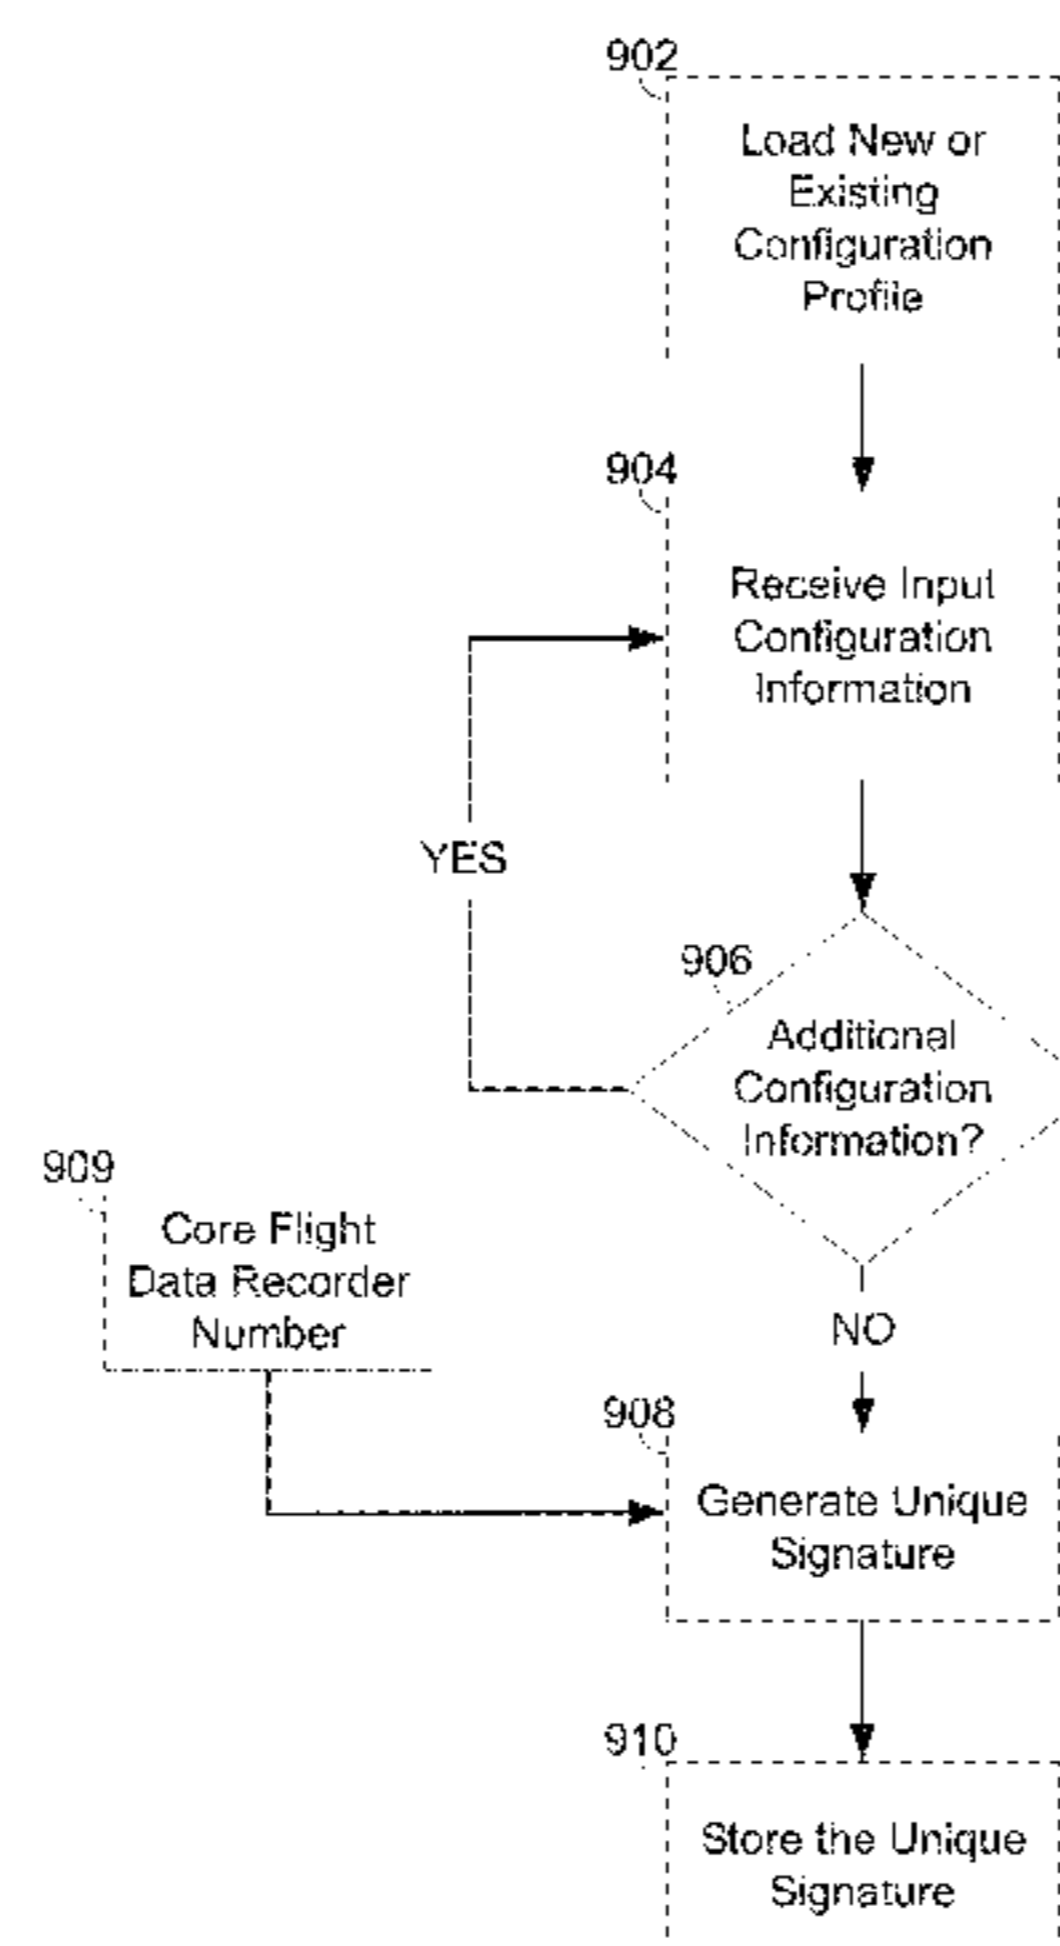 902
Load New or
Existing
Configuration
Profile
904
Receive Input
Configuration
Information
YES
906
Additional
Configuration
Information?
909
Core Flight
Data Recorder
Number
NO
908
Generate Unique
Signature
910
Store the Unique
Signature